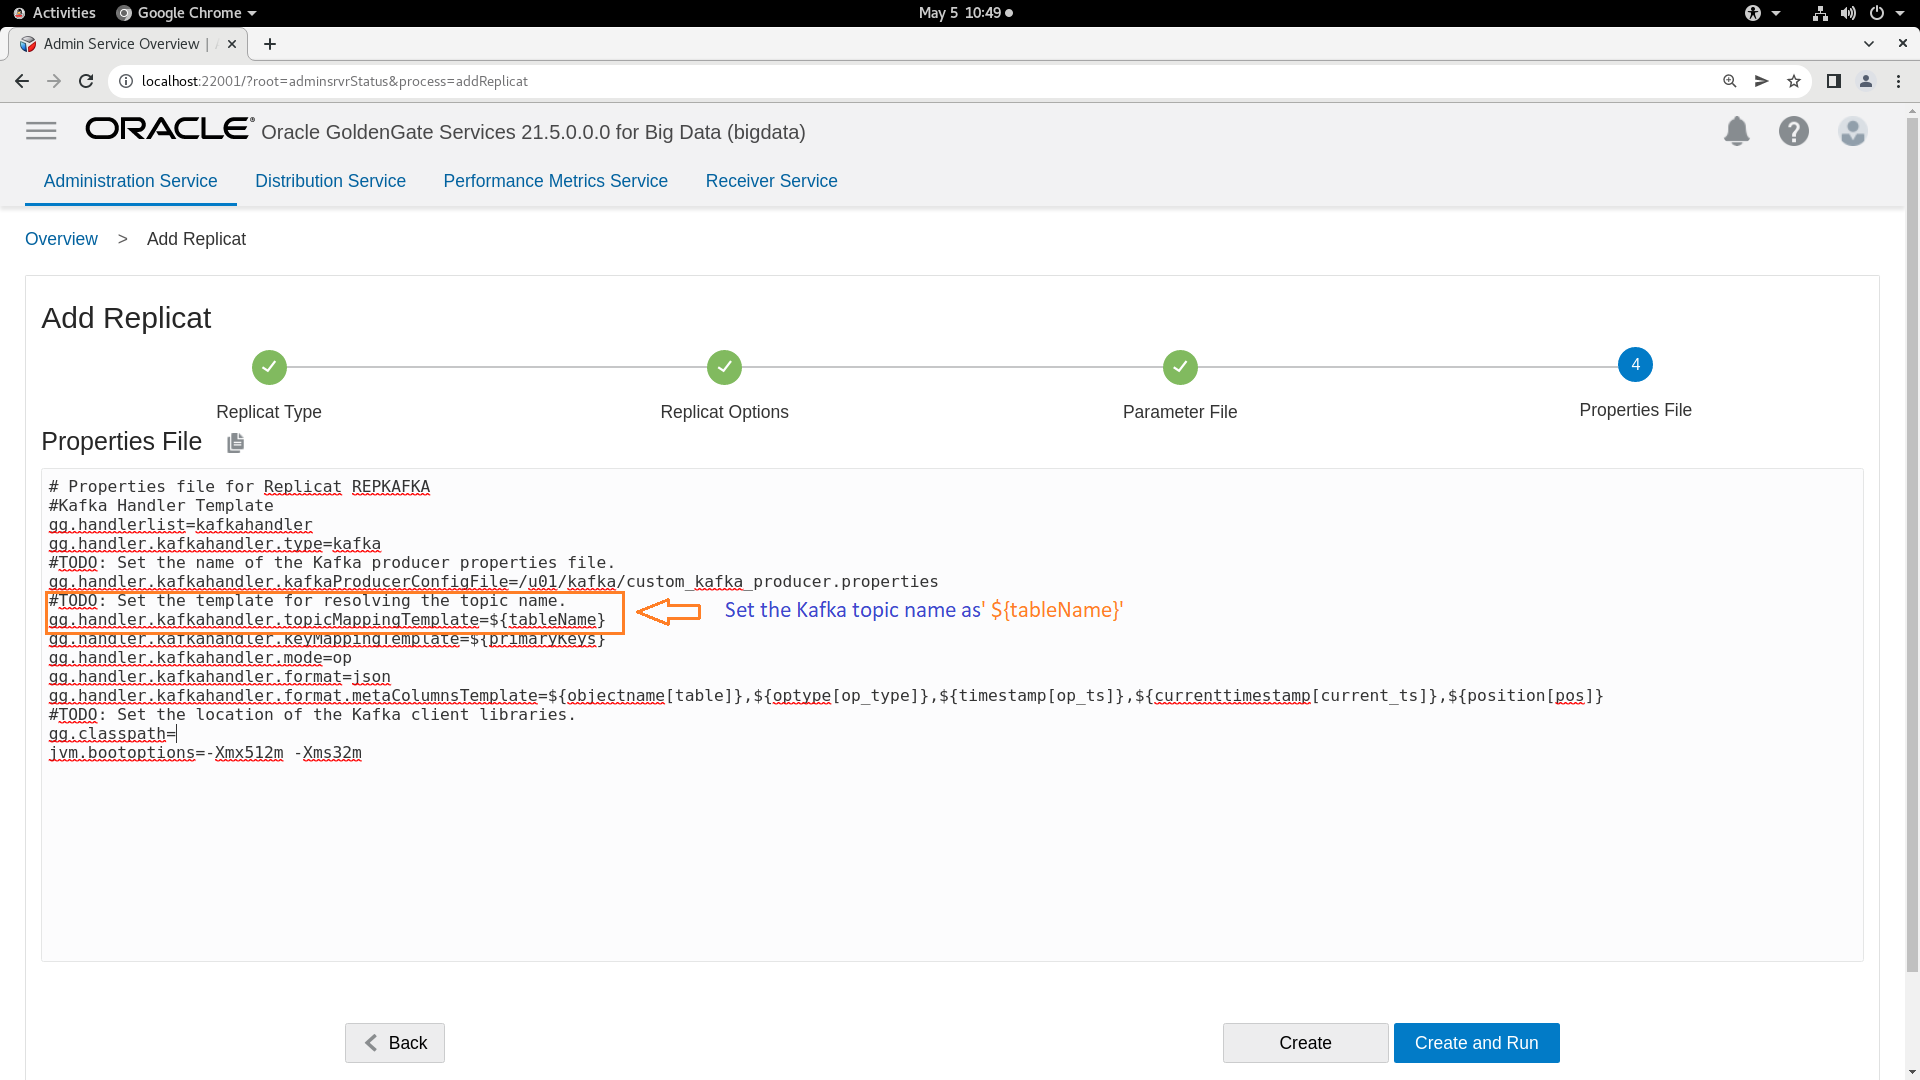 Activities Google Chrome May 5 10:49
Admin Service Overview |
localhost:22001/?root=adminsrvrStatus&process=addReplicat
ORACLE® Oracle GoldenGate Services 21.5.0.0.0 for Big Data (bigdata)
Administration Service Distribution Service Performance Metrics Service Receiver Service
Overview > Add Replicat
Add Replicat
4
Replicat Type Replicat Options Parameter File Properties File
Properties File
# Properties file for Replicat REPKAFKA
#Kafka Handler Template
gg.handlerlist=kafkahandler
gg.handler.kafkahandler.type=kafka
#TODO: Set the name of the Kafka producer properties file.
gg.handler.kafkahandler.kafkaProducerConfigFile=/u01/kafka/custom_kafka_producer.properties
#TODO: Set the template for resolving the topic name.
gg.handler.kafkahandler.topicMappingTemplate=${tableName}
Set the Kafka topic name as' ${tableName}'
gg.handler.kafkahandler.keyMappingTemplate=${primaryKeys}
gg.handler.kafkahandler.mode=op
gg.handler.kafkahandler.format=json
gg.handler.kafkahandler.format.metaColumnsTemplate=${objectname[table]},${optype[op_type]},${timestamp[op_ts]},${currenttimestamp[current_ts]},${position[pos]}
#TODO: Set the location of the Kafka client libraries.
gg.classpath=
jvm.bootoptions=-Xmx512m -Xms32m
Back Create Create and Run